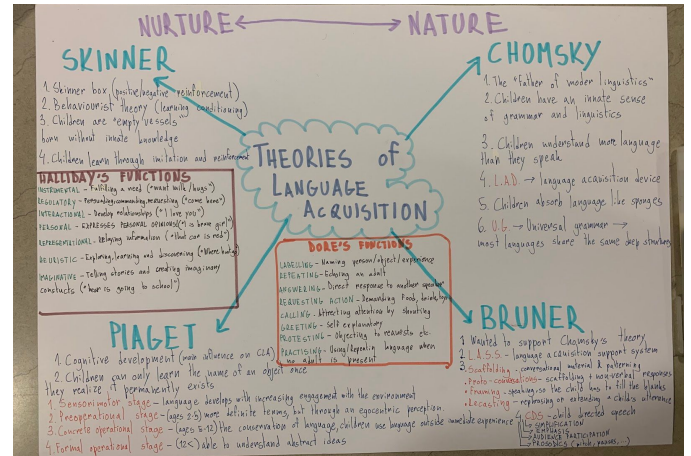 NURTURE
NATURE
SKINNER
1. Skinner box (positive/negative reinforcement)
2. Behaviourist theory (learning conditioning)
3. Children are "empty vessels"
born without innate knowledge
4. Children learn through imitation and reinforcement
CHOMSKY
1. The "father of moder linguistics"
2. Children have an innate sense
of grammar and linguistics
3. Children understand more language
than they speak
4. L.A.D. → language acquisition device
5. Children absorb language like sponges
6. U.G. → Universal grammar →
most languages share the same deep structure
THEORIES of
LANGUAGE
ACQUISITION
HALLIDAY'S FUNCTIONS
INSTRUMENTAL - Fulfilling a need ("want milk/hugs")
REGULATORY - Persuading, commanding, requesting ("come here")
INTERACTIONAL - Develop relationships ("I love you")
PERSONAL - EXPRESSES PERSONAL OPINIONS ("is brave girl")
REPRESENTATIONAL - Relaying information ("that car is red")
HEURISTIC - Exploring, learning and discovering
IMAGINATIVE - Telling stories and creating imaginary
constructs ("bear is going to school")
DORE'S FUNCTIONS
LABELLING - Naming person/object/experience
REPEATING - Echoing an adult
ANSWERING - Direct response to another speaker
REQUESTING ACTION - Demanding food, drink, toys
CALLING - Attracting attention by shouting
GREETING - Self explanatory
PROTESTING - Objecting to requests etc.
PRACTISING - Using/Repeating language when
no adult is present
PIAGET
1. Cognitive development (main influence on CLA)
2. Children can only learn the name of an object once
they realize it permanently exists
1. Sensorimotor stage - language develops with increasing engagement with the environment
2. Preoperational stage - (ages 2-5) more definite terms, but through an egocentric perception
3. Concrete operational stage - (ages 5-12) the conservation of language, children use language outside immediate experience
4. Formal operational stage - (12<) able to understand abstract ideas
BRUNER
1. Wanted to support Chomsky's theory
2. L.A.S.S. - language acquisition support system
3. Scaffolding - conversational material & patterning
Proto-conversations - scaffolding + non-verbal responses
Framing - speaking so the child has to fill the blanks
Recasting - rephrasing or extending a child's utterance
4. CDS - child directed speech
SIMPLIFICATION
EMPHASIS
AUDIENCE PARTICIPATION
PROSODICS (pitch, pauses, ...)